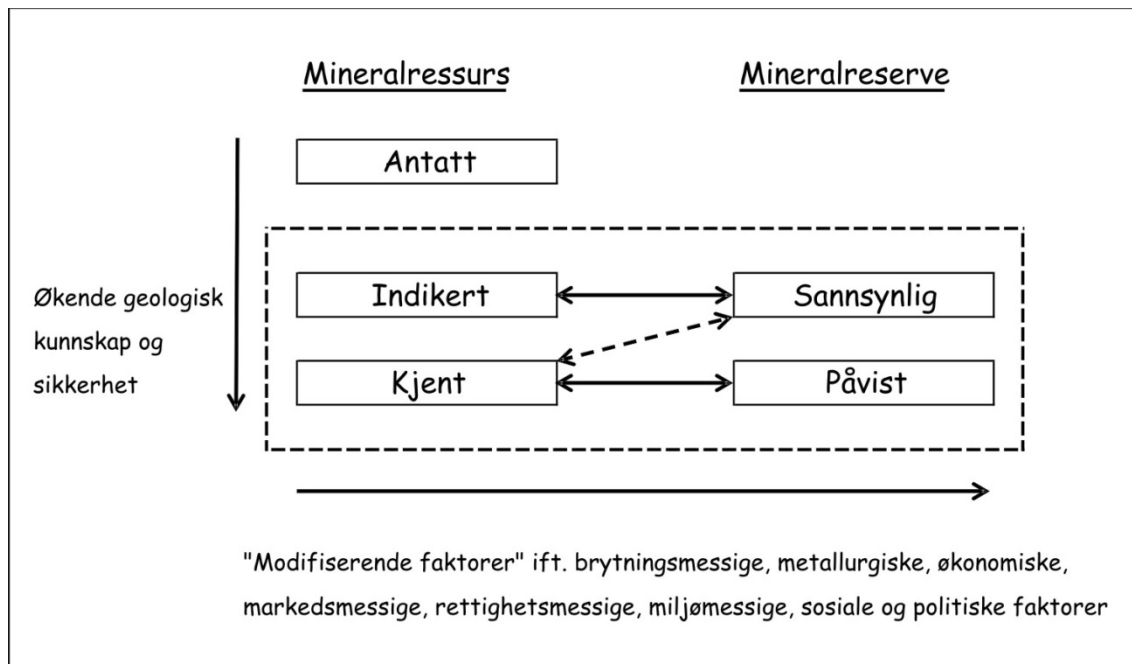 Mineralressurs
Mineralreserve
Antatt
Indikert
Sannsynlig
Kjent
Påvist
Økende geologisk
kunnskap og
sikkerhet
"Modifiserende faktorer" ift. brytningsmessige, metallurgiske, økonomiske,
markedsmessige, rettighetsmessige, miljømessige, sosiale og politiske faktorer